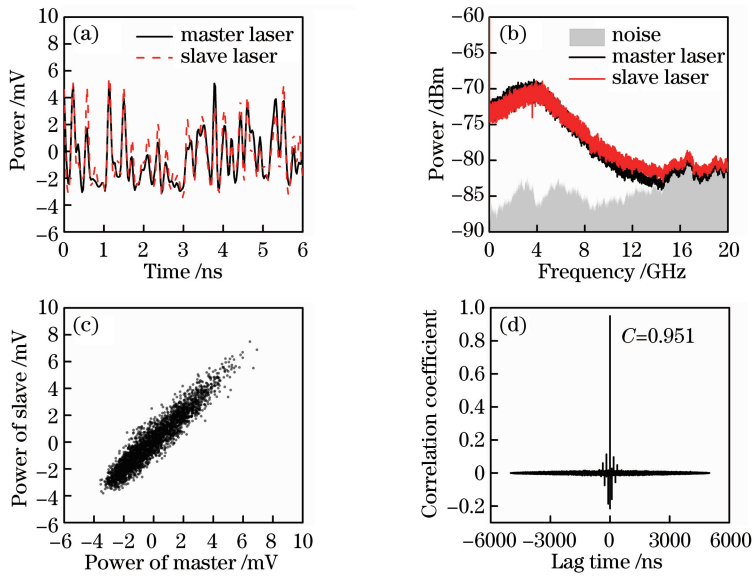 (a)
master laser
slave laser
Power /mV
10
8
6
4
2
0
−2
−4
−6
0 1 2 3 4 5 6
Time /ns
(b)
noise
master laser
slave laser
Power /dBm
−60
−65
−70
−75
−80
−85
−90
0 4 8 12 16 20
Frequency /GHz
(c)
Power of slave /mV
10
8
6
4
2
0
−2
−4
−6
−6 −4 −2 0 2 4 6 8 10
Power of master /mV
(d)
C=0.951
Correlation coefficient
1.0
0.8
0.6
0.4
0.2
0
−0.2
−6000 −3000 0 3000 6000
Lag time /ns